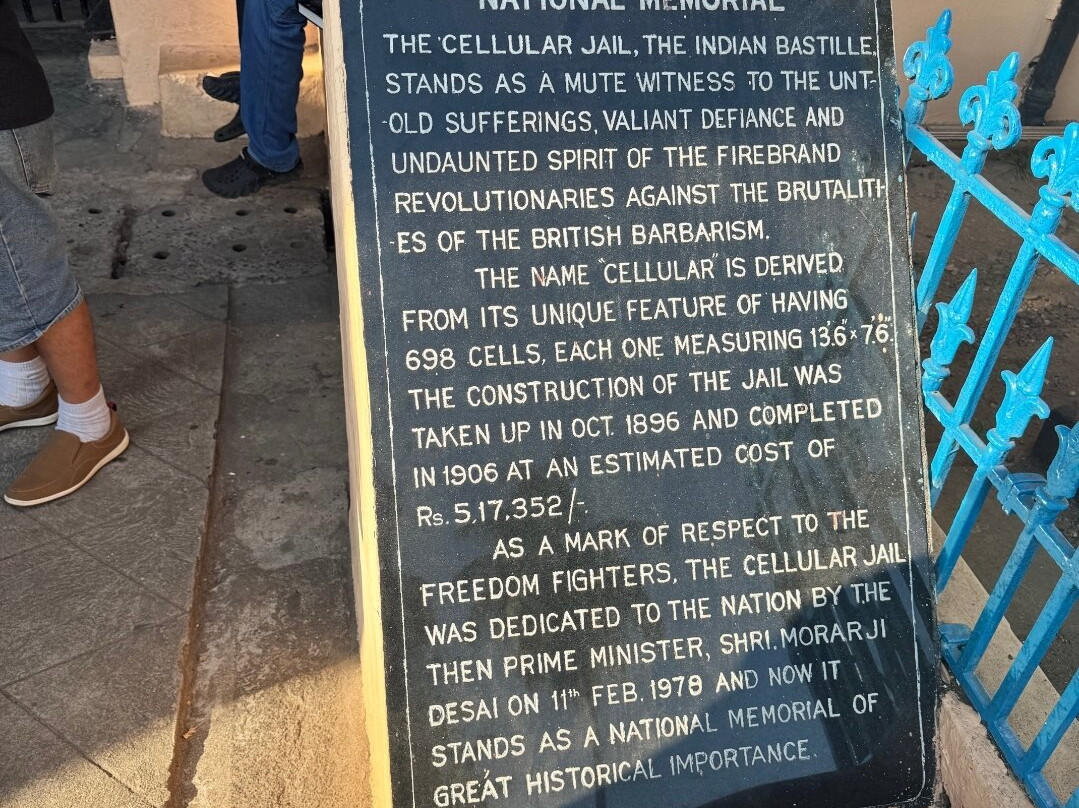 NATIONAL MEMORIAL
THE CELLULAR JAIL, THE INDIAN BASTILLE,
STANDS AS A MUTE WITNESS TO THE UNT-
-OLD SUFFERINGS, VALIANT DEFIANCE AND
UNDAUNTED SPIRIT OF THE FIREBRAND
REVOLUTIONARIES AGAINST THE BRUTALITI-
-ES OF THE BRITISH BARBARISM.
THE NAME "CELLULAR" IS DERIVED
FROM ITS UNIQUE FEATURE OF HAVING
698 CELLS, EACH ONE MEASURING 13'.6" x 7'.6".
THE CONSTRUCTION OF THE JAIL WAS
TAKEN UP IN OCT. 1896 AND COMPLETED
IN 1906 AT AN ESTIMATED COST OF
Rs. 5,17,352/-.
AS A MARK OF RESPECT TO THE
FREEDOM FIGHTERS, THE CELLULAR JAIL
WAS DEDICATED TO THE NATION BY THE
THEN PRIME MINISTER, SHRI. MORARJI
DESAI ON 11th FEB. 1978 AND NOW IT
STANDS AS A NATIONAL MEMORIAL OF
GREAT HISTORICAL IMPORTANCE.